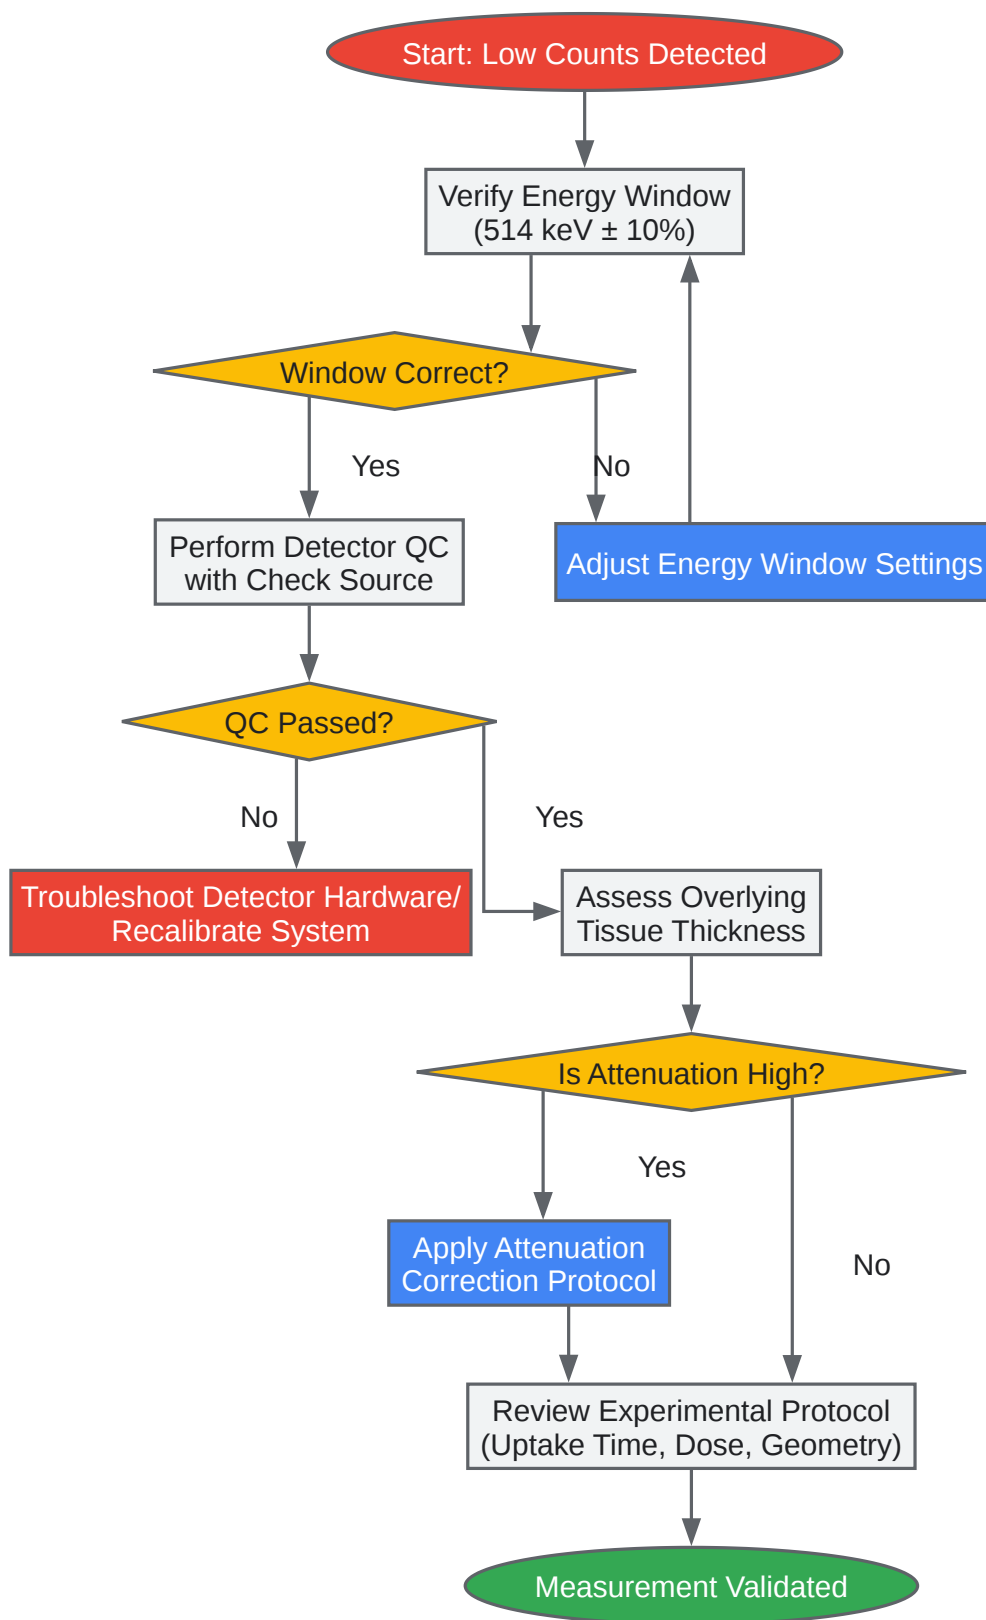 Start: Low Counts Detected
Verify Energy Window
(514 keV ± 10%)
Window Correct?
Yes
No
Perform Detector QC
with Check Source
Adjust Energy Window Settings
QC Passed?
No
Yes
Troubleshoot Detector Hardware/
Recalibrate System
Assess Overlying
Tissue Thickness
Is Attenuation High?
Yes
Apply Attenuation
Correction Protocol
No
Review Experimental Protocol
(Uptake Time, Dose, Geometry)
Measurement Validated